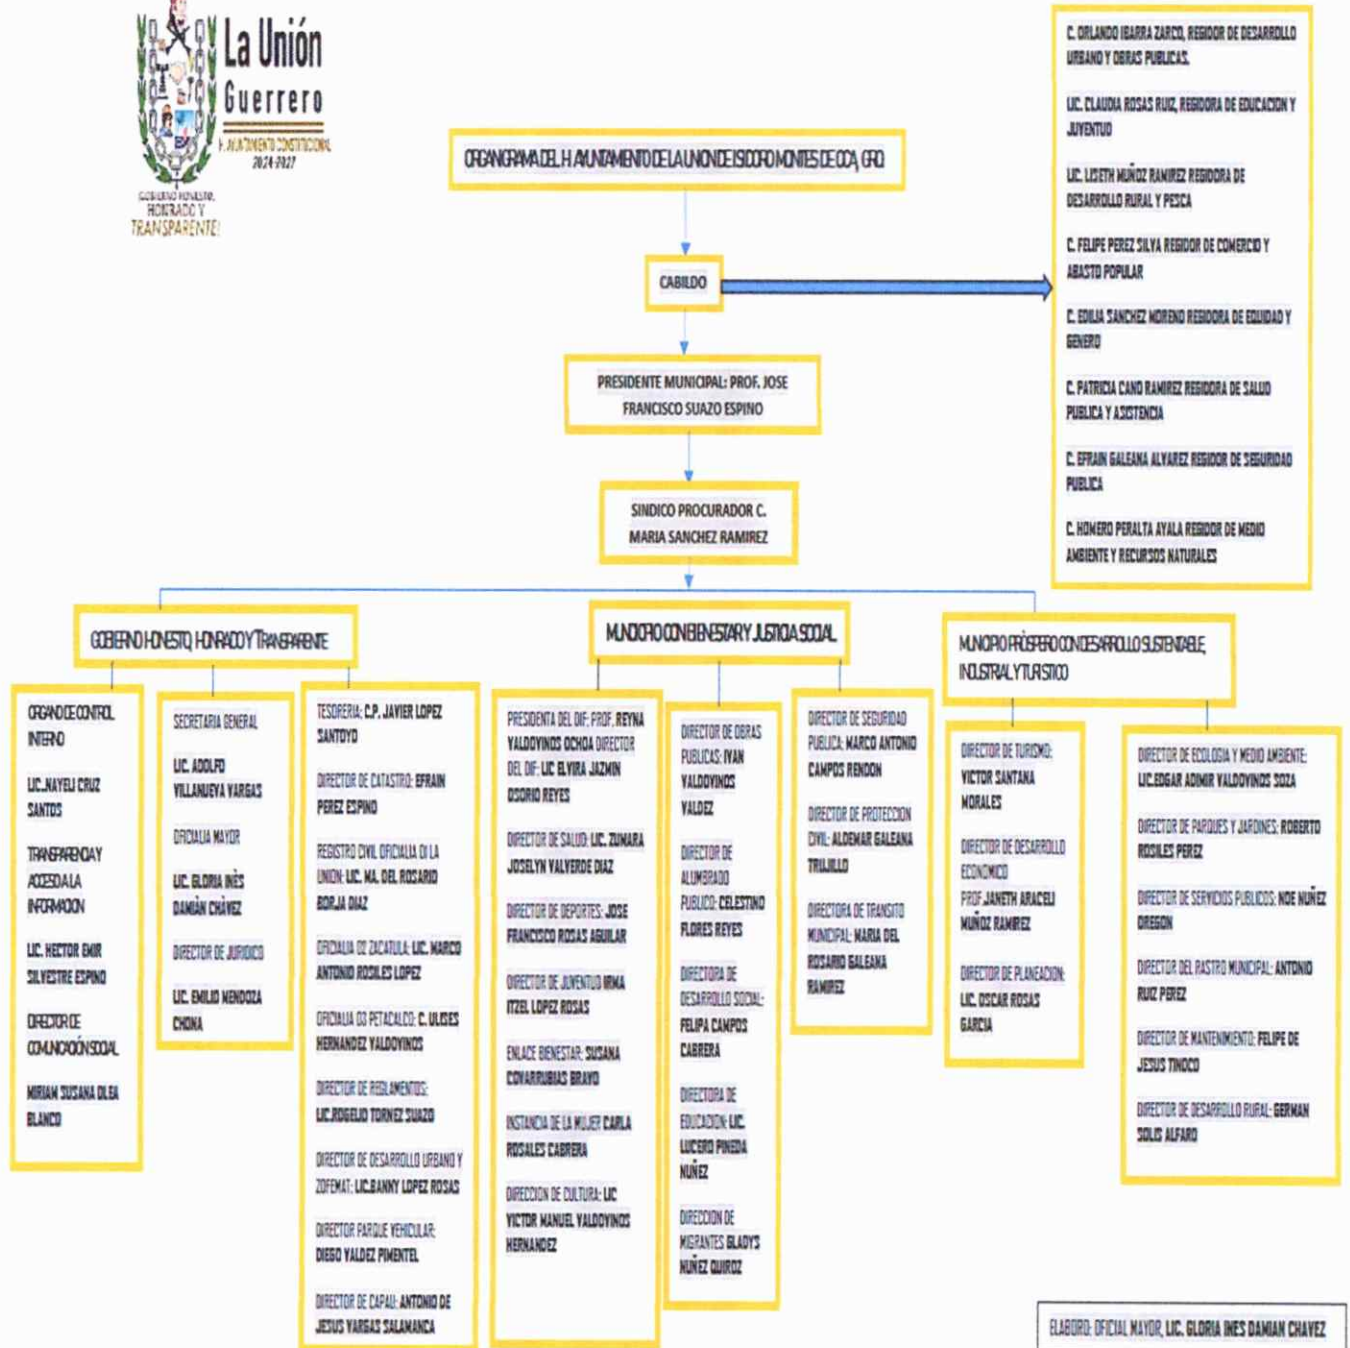 La Unión
Guerrero
H. AYUNTAMIENTO CONSTITUCIONAL
2024-2027
GOBIERNO HONESTO,
HONRADO Y
TRANSPARENTE!
ORGANIGRAMA DEL H. AYUNTAMIENTO DE LA UNION DE ISIDORO MONTES DE OCA, GRO.
CABILDO
C. ORLANDO IBARRA ZARCO, REGIDOR DE DESARROLLO
URBANO Y OBRAS PUBLICAS.
LIC. CLAUDIA ROSAS RUIZ, REGIDORA DE EDUCACION Y
JUVENTUD
LIC. LISETH MUÑOZ RAMIREZ REGIDORA DE
DESARROLLO RURAL Y PESCA
C. FELIPE PEREZ SILVA REGIDOR DE COMERCIO Y
ABASTO POPULAR
C. EDILIA SANCHEZ MORENO REGIDORA DE EQUIDAD Y
GENERO
C. PATRICIA CANO RAMIREZ REGIDORA DE SALUD
PUBLICA Y ASISTENCIA
C. EFRAIN GALEANA ALVAREZ REGIDOR DE SEGURIDAD
PUBLICA
C. HOMERO PERALTA AYALA REGIDOR DE MEDIO
AMBIENTE Y RECURSOS NATURALES
PRESIDENTE MUNICIPAL: PROF. JOSE
FRANCISCO SUAZO ESPINO
SINDICO PROCURADOR C.
MARIA SANCHEZ RAMIREZ
GOBIERNO HONESTO, HONRADO Y TRANSPARENTE
ORGANO DE CONTROL
INTERNO
LIC..NAYELI CRUZ
SANTOS
TRANSPARENCIA Y
ACCESO A LA
INFORMACION
LIC. HECTOR EMIR
SILVESTRE ESPINO
DIRECTOR DE
COMUNICACIÓN SOCIAL
MIRIAM SUSANA OLEA
BLANCO
SECRETARIA GENERAL
LIC. ADOLFO
VILLANUEVA VARGAS
OFICIALIA MAYOR
LIC. GLORIA INÈS
DAMIÀN CHÀVEZ
DIRECTOR DE JURIDICO
LIC. EMILIO MENDOZA
CHONA
TESORERIA: C.P. JAVIER LOPEZ
SANTOYO
DIRECTOR DE CATASTRO: EFRAIN
PEREZ ESPINO
REGISTRO CIVIL OFICIALIA 01 LA
UNION: LIC. MA. DEL ROSARIO
BORJA DIAZ
OFICIALIA 02 ZACATULA: LIC. MARCO
ANTONIO ROSILES LOPEZ
OFICIALIA 03 PETACALCO: C. ULISES
HERNANDEZ VALDOVINOS
DIRECTOR DE REGLAMENTOS:
LIC.ROGELIO TORNEZ SUAZO
DIRECTOR DE DESARROLLO URBANO Y
ZOFEMAT: LIC.BANNY LOPEZ ROSAS
DIRECTOR PARQUE VEHICULAR:
DIEGO VALDEZ PIMENTEL
DIRECTOR DE CAPAU: ANTONIO DE
JESUS VARGAS SALAMANCA
MUNICIPIO CON BIENESTAR Y JUSTICIA SOCIAL
PRESIDENTA DEL DIF: PROF. REYNA
VALDOVINOS OCHOA DIRECTOR
DEL DIF: LIC ELVIRA JAZMIN
OSORIO REYES
DIRECTOR DE SALUD: LIC. ZUMARA
JOSELYN VALVERDE DIAZ
DIRECTOR DE DEPORTES: JOSE
FRANCISCO ROSAS AGUILAR
DIRECTOR DE JUVENTUD IRMA
ITZEL LOPEZ ROSAS
ENLACE BIENESTAR: SUSANA
COVARRUBIAS BRAVO
INSTANCIA DE LA MUJER CARLA
ROSALES CABRERA
DIRECCION DE CULTURA: LIC
VICTOR MANUEL VALDOVINOS
HERNANDEZ
DIRECTOR DE OBRAS
PUBLICAS: IVAN
VALDOVINOS
VALDEZ
DIRECTOR DE
ALUMBRADO
PUBLICO: CELESTINO
FLORES REYES
DIRECTORA DE
DESARROLLO SOCIAL:
FELIPA CAMPOS
CABRERA
DIRECTORA DE
EDUCACION: LIC.
LUCERO PINEDA
NUÑEZ
DIRECCION DE
MIGRANTES GLADYS
NUÑEZ QUIROZ
DIRECTOR DE SEGURIDAD
PUBLICA: MARCO ANTONIO
CAMPOS RENDON
DIRECTOR DE PROTECCION
CIVIL: ALDEMAR GALEANA
TRUJILLO
DIRECTORA DE TRANSITO
MUNICIPAL: MARIA DEL
ROSARIO GALEANA
RAMIREZ
MUNICIPIO PRÒSPERO CON DESARROLLO SUSTENTABLE,
INDUSTRIAL Y TURISTICO
DIRECTOR DE TURISMO:
VICTOR SANTANA
MORALES
DIRECTOR DE DESARROLLO
ECONOMICO
PROF.JANETH ARACELI
MUÑOZ RAMIREZ
DIRECTOR DE PLANEACION:
LIC. OSCAR ROSAS
GARCIA
DIRECTOR DE ECOLOGIA Y MEDIO AMBIENTE:
LIC.EDGAR ADIMIR VALDOVINOS SOZA
DIRECTOR DE PARQUES Y JARDINES: ROBERTO
ROSILES PEREZ
DIRECTOR DE SERVICIOS PUBLICOS: NOE NUÑEZ
OREGON
DIRECTOR DEL RASTRO MUNICIPAL: ANTONIO
RUIZ PEREZ
DIRECTOR DE MANTENIMIENTO: FELIPE DE
JESUS TINOCO
DIRECTOR DE DESARROLLO RURAL: GERMAN
SOLIS ALFARO
ELABORO: OFICIAL MAYOR, LIC. GLORIA INES DAMIAN CHAVEZ